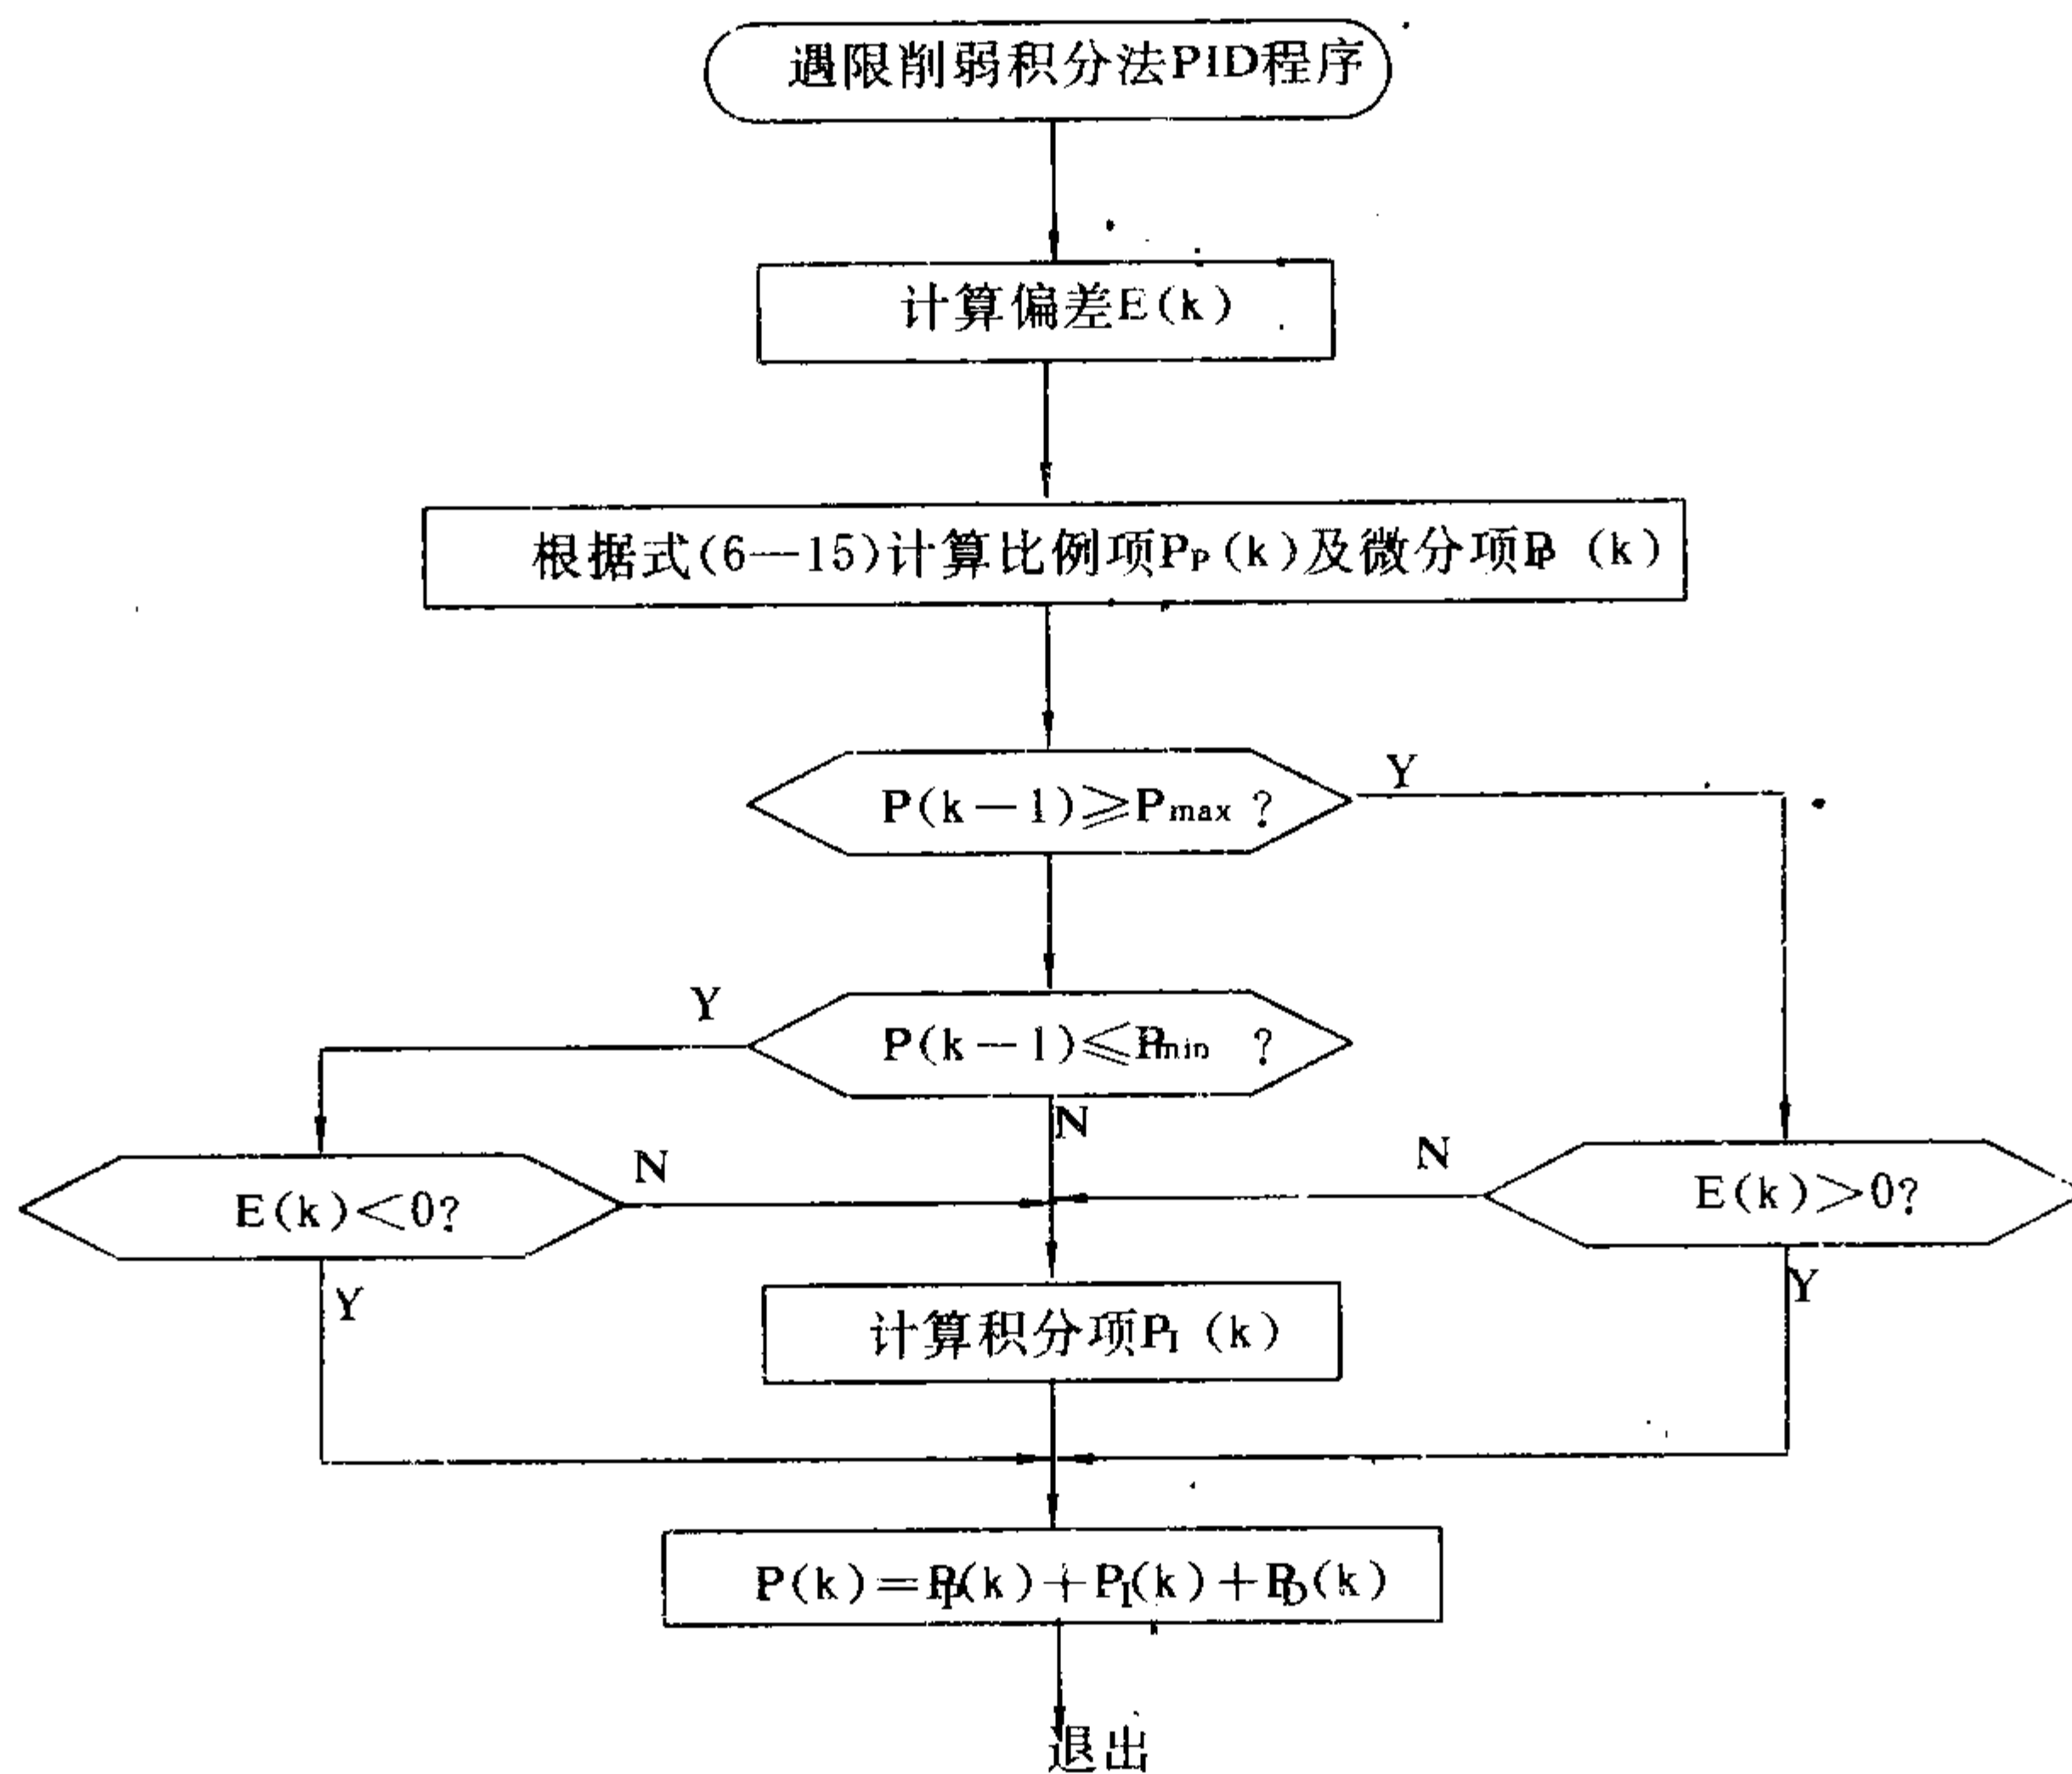 遇限削弱积分法PID程序
计算偏差E(k)
根据式(6—15)计算比例项PP(k)及微分项PP (k)
P(k－1)≥Pmax ?
Y
Y
P(k－1)≤Pmin ?
N
E(k)<0?
N
N
E(k)>0?
Y
计算积分项PI (k)
Y
P(k)=PP(k)+PI(k)+PD(k)
退出